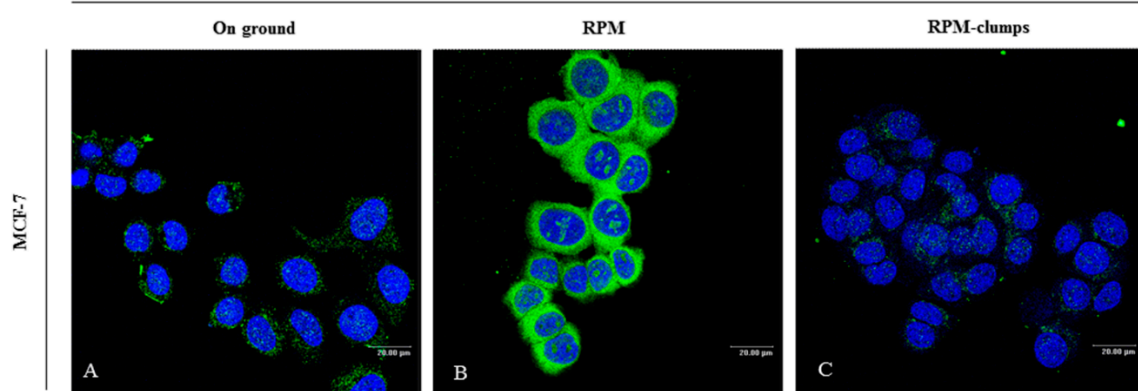 On ground RPM RPM-clumps
MCF-7
20.00 µm 20.00 µm 20.00 µm
A B C